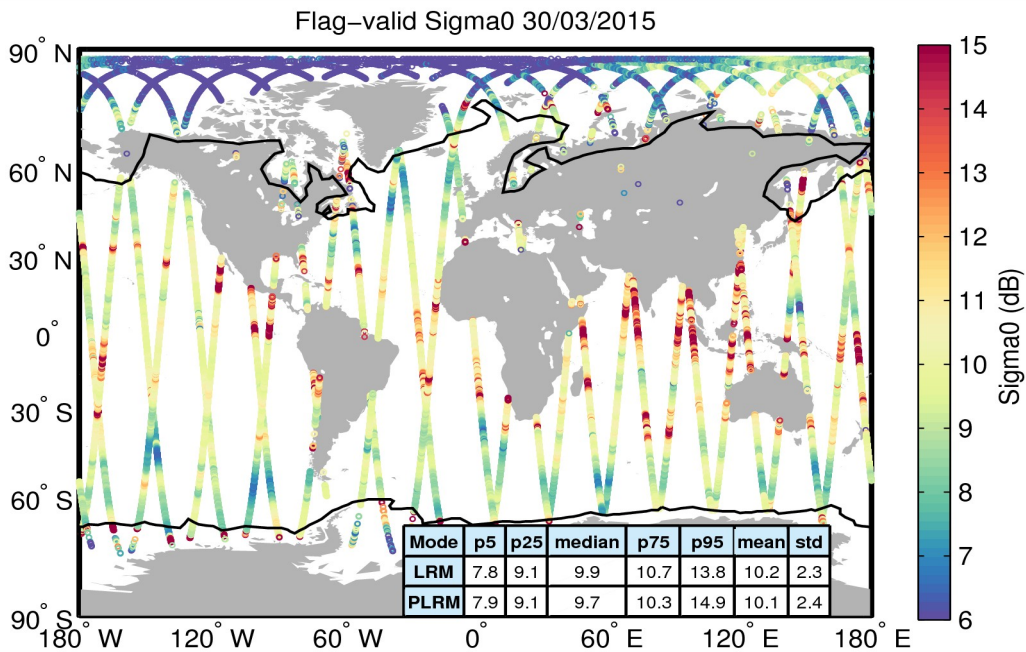 Flag−valid Sigma0 30/03/2015
90° N
60° N
30° N
0°
30° S
60° S
90° S
180° W
120° W
60° W
0°
60° E
120° E
180° E
15
14
13
12
11
10
9
8
7
6
Sigma0 (dB)
Mode p5 p25 median p75 p95 mean std
LRM 7.8 9.1 9.9 10.7 13.8 10.2 2.3
PLRM 7.9 9.1 9.7 10.3 14.9 10.1 2.4